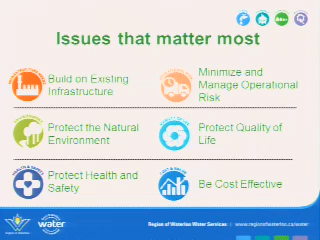 Issues that matter most
Build on Existing
Infrastructure
Minimize and
Manage Operational
Risk
Protect the Natural
Environment
Protect Quality of
Life
Protect Health and
Safety
Be Cost Effective
water
Region of Waterloo Water Services | www.regionofwaterloo.ca/water